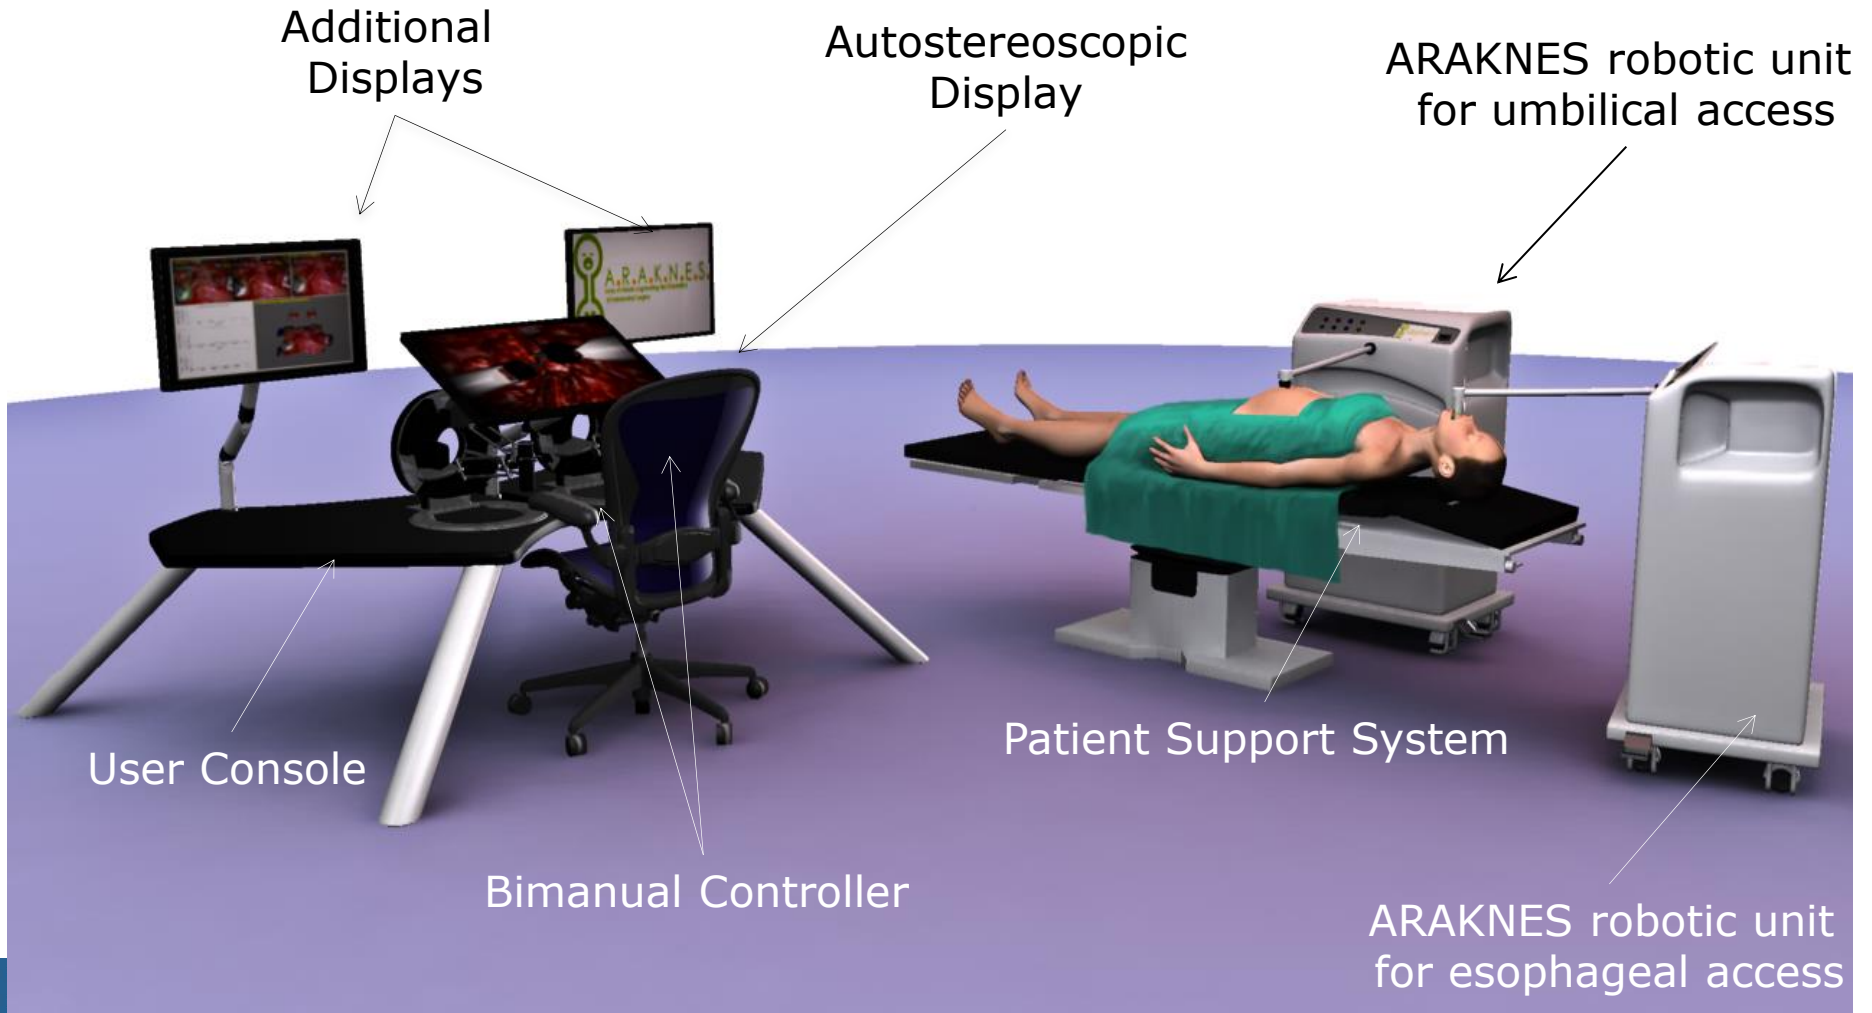 Additional
Displays
Autostereoscopic
Display
ARAKNES robotic unit
for umbilical access
A.R.A.K.N.E.S.
User Console
Patient Support System
Bimanual Controller
ARAKNES robotic unit
for esophageal access